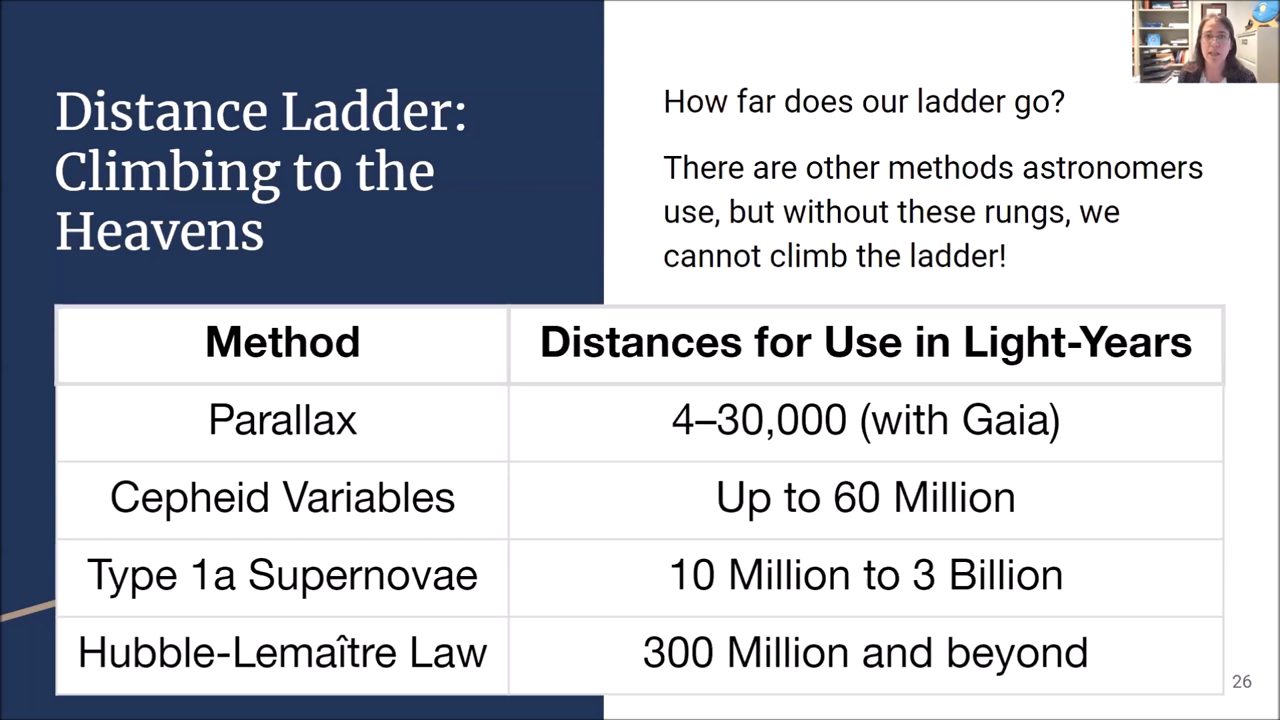 Distance Ladder:
Climbing to the
Heavens
How far does our ladder go?
There are other methods astronomers
use, but without these rungs, we
cannot climb the ladder!
Method Distances for Use in Light-Years
Parallax 4–30,000 (with Gaia)
Cepheid Variables Up to 60 Million
Type 1a Supernovae 10 Million to 3 Billion
Hubble-Lemaître Law 300 Million and beyond
26